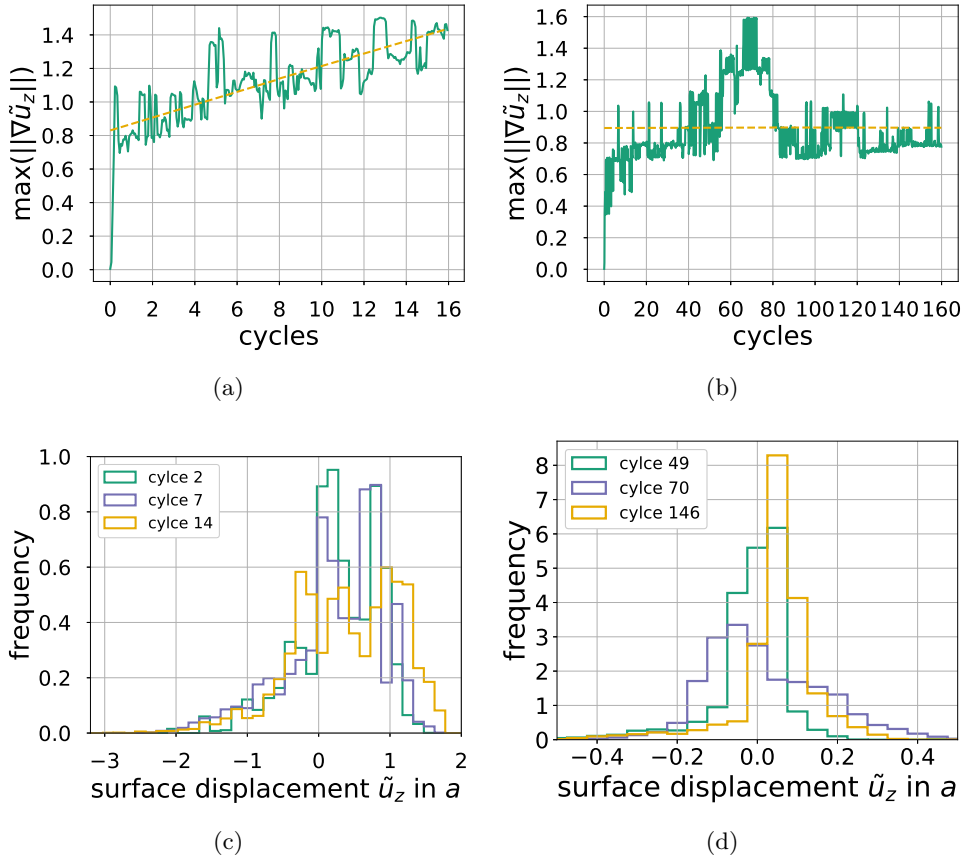 max(||∇ũ_z||)
1.4
1.2
1.0
0.8
0.6
0.4
0.2
0.0
0 2 4 6 8 10 12 14 16
cycles
(a)
max(||∇ũ_z||)
1.6
1.4
1.2
1.0
0.8
0.6
0.4
0.2
0.0
0 20 40 60 80 100 120 140 160
cycles
(b)
frequency
1.0
0.8
0.6
0.4
0.2
0.0
cylce 2
cylce 7
cylce 14
−3 −2 −1 0 1 2
surface displacement ũ_z in a
(c)
frequency
8
7
6
5
4
3
2
1
0
cylce 49
cylce 70
cylce 146
−0.4 −0.2 0.0 0.2 0.4
surface displacement ũ_z in a
(d)